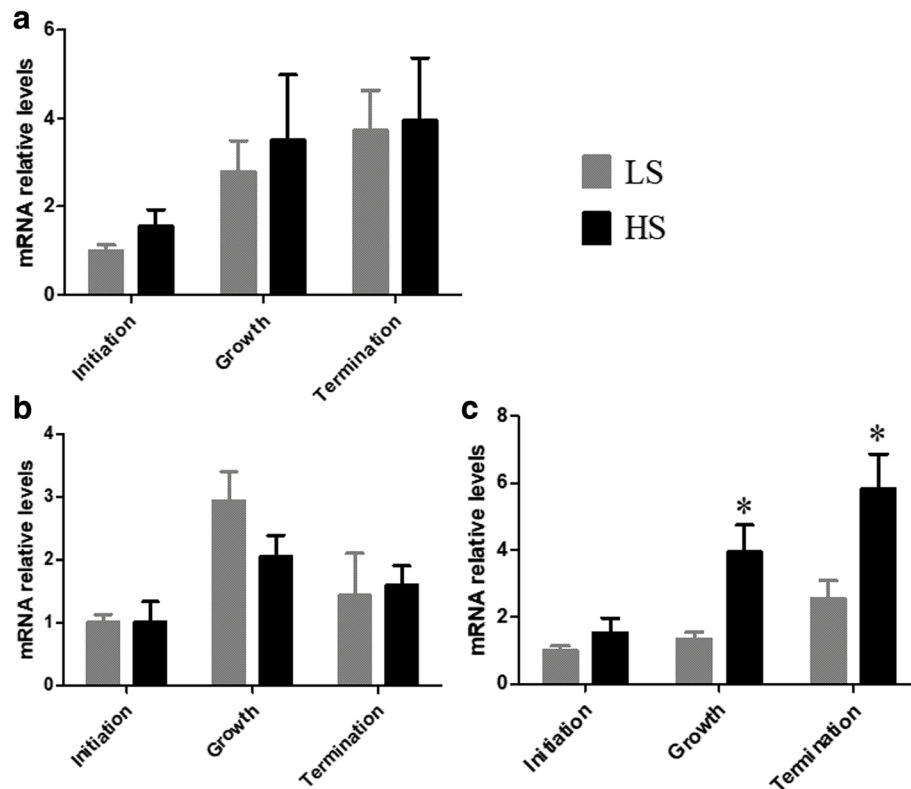 a
6
4
2
0
mRNA relative levels
Initiation
Growth
Termination
LS
HS
b
4
3
2
1
0
mRNA relative levels
Initiation
Growth
Termination
c
8
6
4
2
0
mRNA relative levels
*
*
Initiation
Growth
Termination